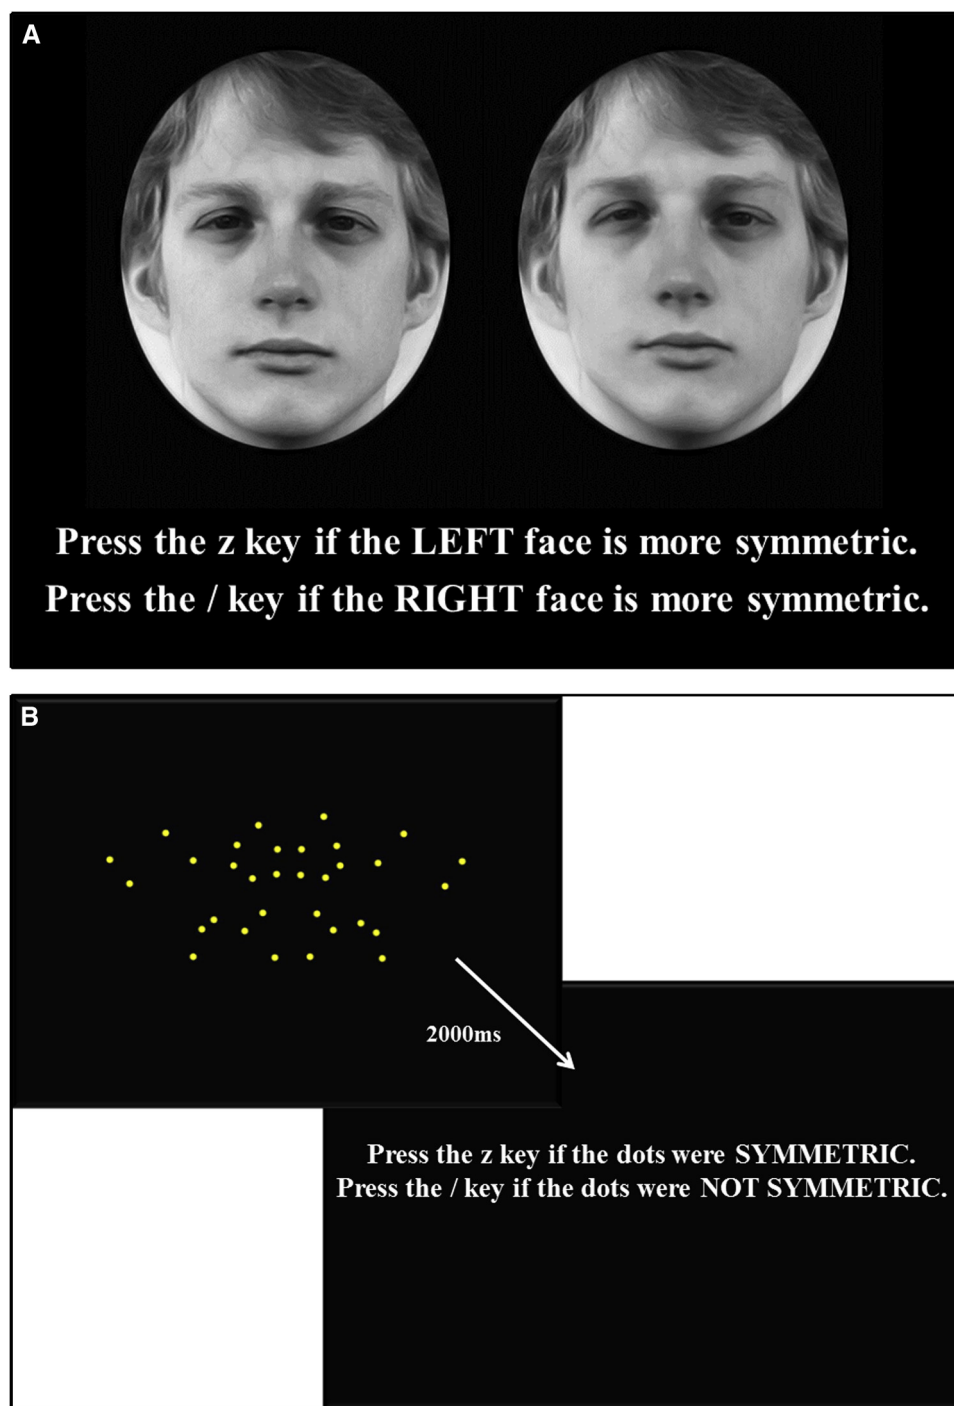 A
Press the z key if the LEFT face is more symmetric.
Press the / key if the RIGHT face is more symmetric.
B
2000ms
Press the z key if the dots were SYMMETRIC.
Press the / key if the dots were NOT SYMMETRIC.